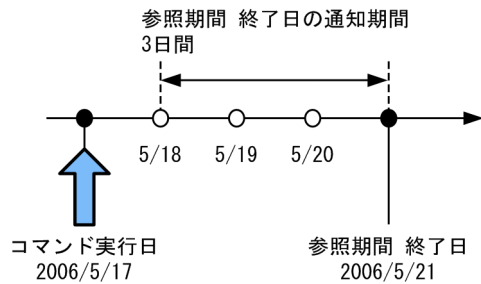 参照期間 終了日の通知期間
3日間
5/18
5/19
5/20
コマンド実行日
2006/5/17
参照期間 終了日
2006/5/21